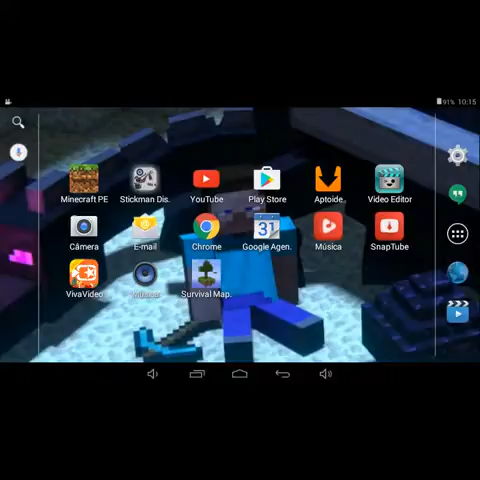 91% 10:15
Minecraft PE Stickman Dis. YouTube Play Store Aptoide Video Editor
31
Câmera E-mail Chrome Google Agen. Música SnapTube
VivaVideo Survival Map.